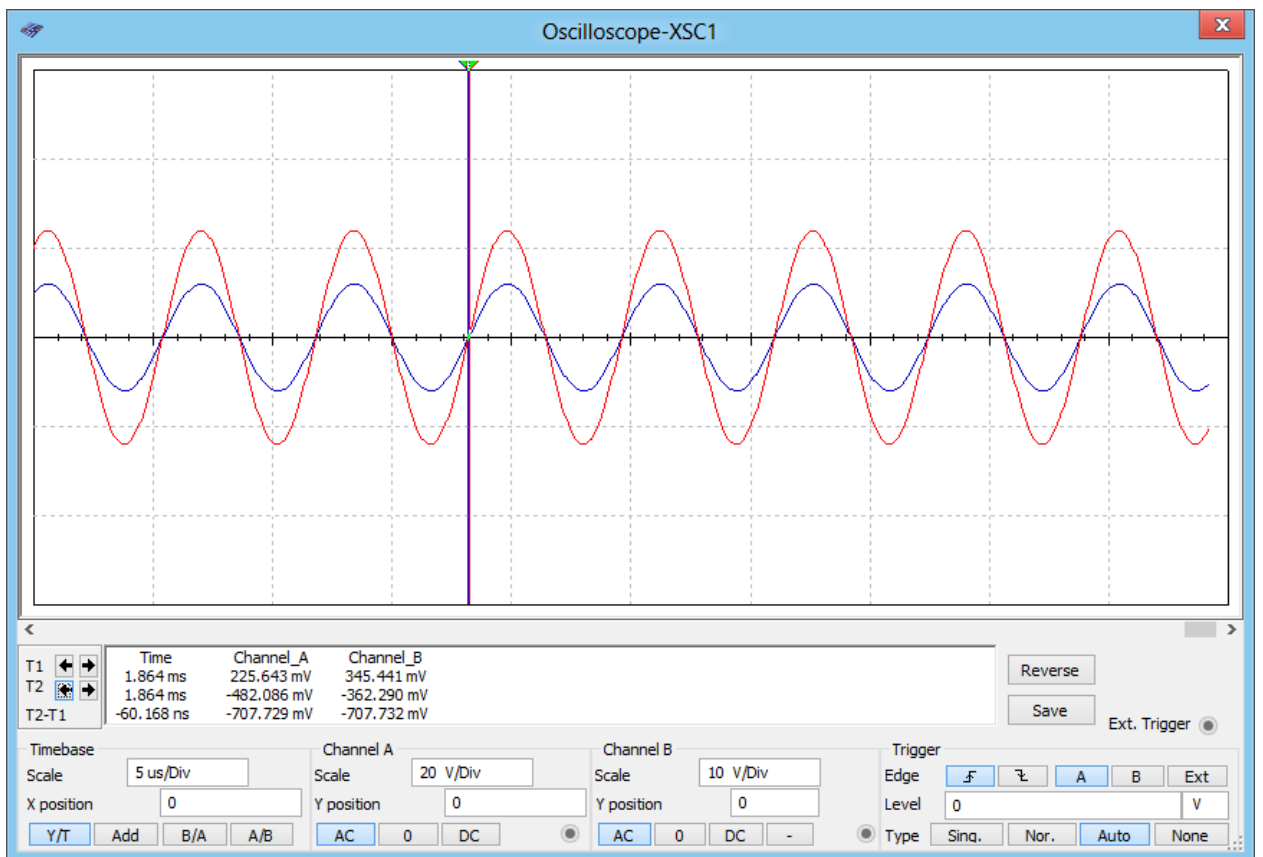 Oscilloscope-XSC1
x
T1
T2
T2-T1
Time Channel_A Channel_B
1.864 ms 225.643 mV 345.441 mV
1.864 ms -482.086 mV -362.290 mV
-60.168 ns -707.729 mV -707.732 mV
Reverse
Save
Ext. Trigger
Timebase
Scale 5 us/Div
X position 0
Y/T Add B/A A/B
Channel A
Scale 20 V/Div
Y position 0
AC 0 DC
Channel B
Scale 10 V/Div
Y position 0
AC 0 DC -
Trigger
Edge A B Ext
Level 0 V
Type Sing. Nor. Auto None